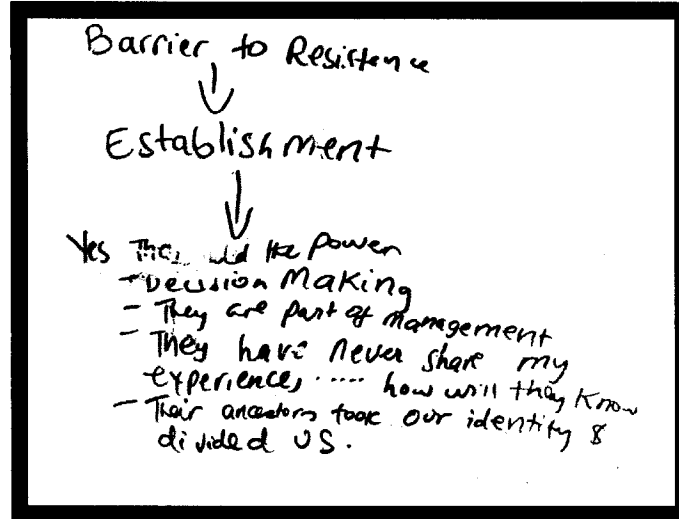 Barrier to Resistence
Establishment
Yes They hold the power
- Decision Making
- They are part of management
- They have never share my
experiences ..... how will they know
- Their ancestors took our identity &
divided US.